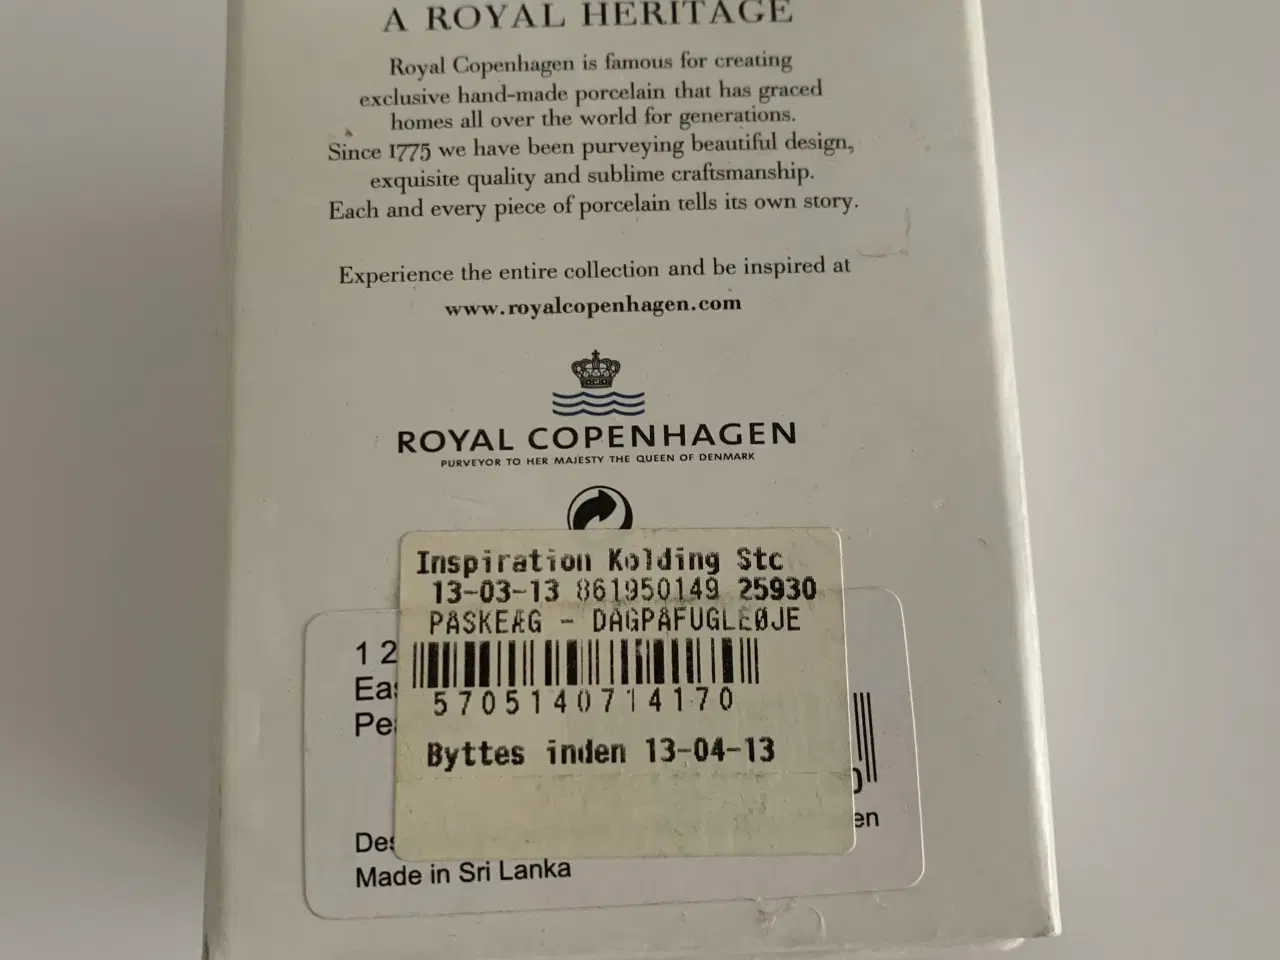 A ROYAL HERITAGE
Royal Copenhagen is famous for creating
exclusive hand-made porcelain that has graced
homes all over the world for generations.
Since 1775 we have been purveying beautiful design,
exquisite quality and sublime craftsmanship.
Each and every piece of porcelain tells its own story.
Experience the entire collection and be inspired at
www.royalcopenhagen.com
ROYAL COPENHAGEN
PURVEYOR TO HER MAJESTY THE QUEEN OF DENMARK
Inspiration Kolding Stc
13-03-13 861950149 25930
PÅSKEÆG - DAGPÅFUGLEØJE
5705140714170
Byttes inden 13-04-13
1 2
Made in Sri Lanka